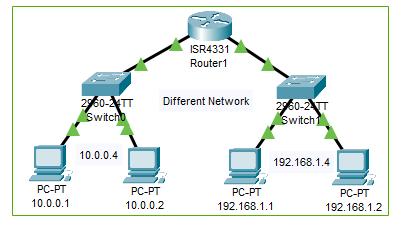 ISR4331
Router1
2960-24TT
Switch0
Different Network
2960-24TT
Switch1
10.0.0.4
192.168.1.4
PC-PT
10.0.0.1
PC-PT
10.0.0.2
PC-PT
192.168.1.1
PC-PT
192.168.1.2